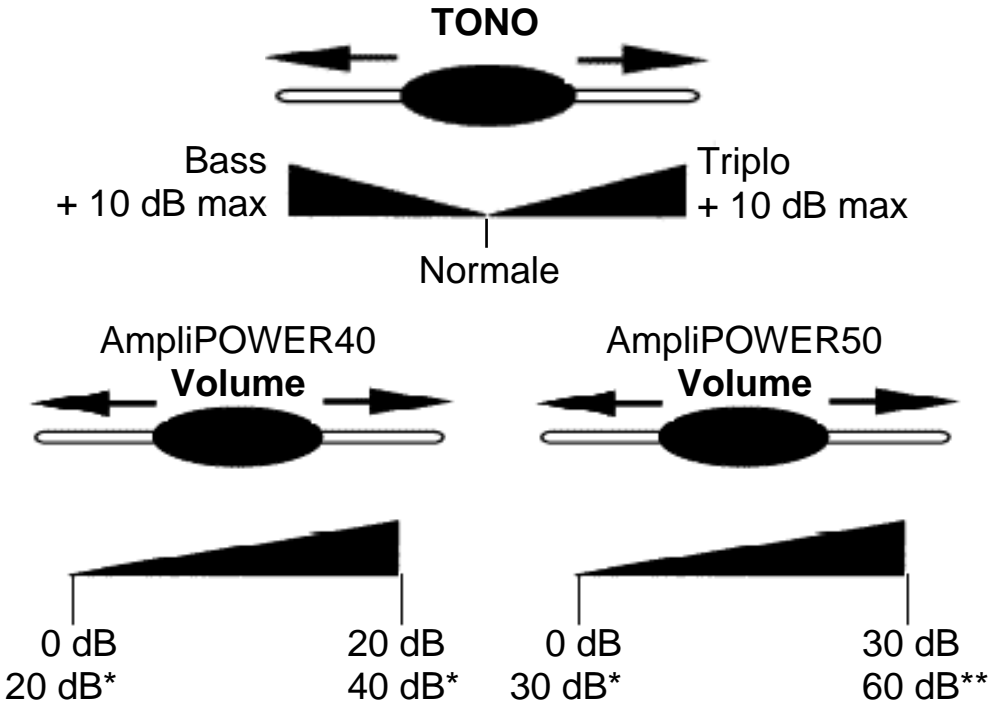 TONO
Bass
+ 10 dB max
Triplo
+ 10 dB max
Normale
AmpliPOWER40
Volume
0 dB
20 dB*
20 dB
40 dB*
AmpliPOWER50
Volume
0 dB
30 dB*
30 dB
60 dB**